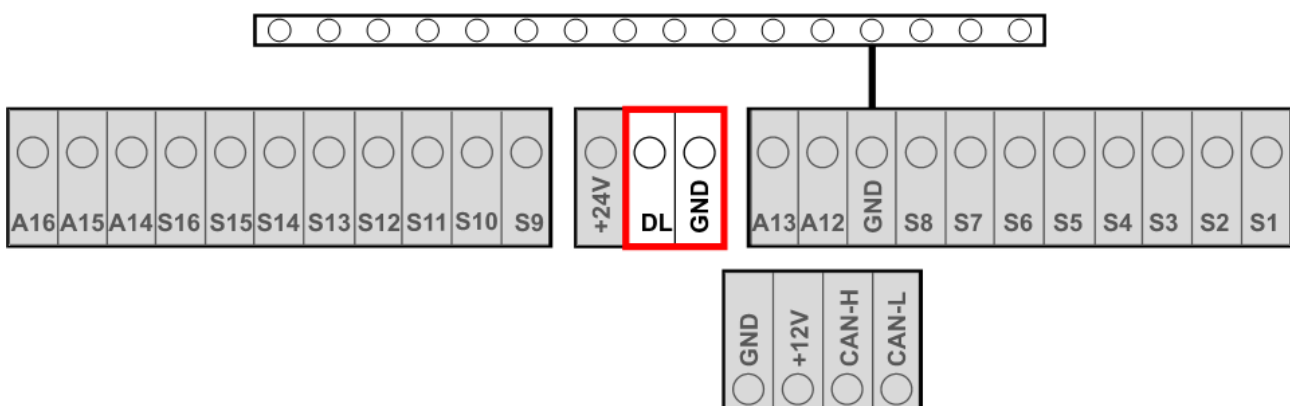 A16 A15 A14 S16 S15 S14 S13 S12 S11 S10 S9 +24V DL GND A13 A12 GND S8 S7 S6 S5 S4 S3 S2 S1
GND +12V CAN-H CAN-L